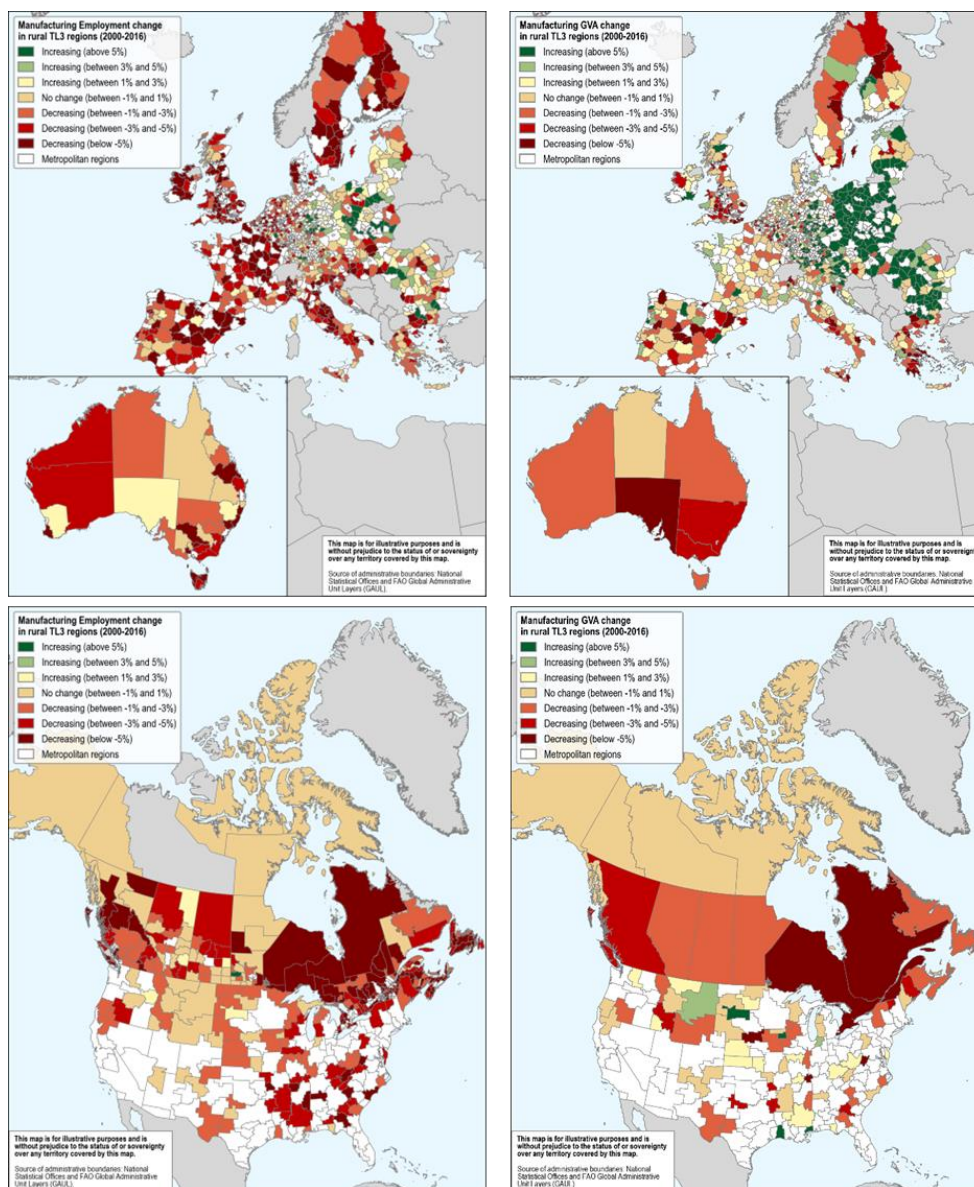 Manufacturing Employment change
in rural TL3 regions (2000-2016)
Increasing (above 5%)
Increasing (between 3% and 5%)
Increasing (between 1% and 3%)
No change (between -1% and 1%)
Decreasing (between -1% and -3%)
Decreasing (between -3% and -5%)
Decreasing (below -5%)
Metropolitan regions
This map is for illustrative purposes and is
without prejudice to the status of or sovereignty
over any territory covered by this map.
Source of administrative boundaries: National
Statistical Offices and FAO Global Administrative
Unit Layers (GAUL).
Manufacturing GVA change
in rural TL3 regions (2000-2016)
Increasing (above 5%)
Increasing (between 3% and 5%)
Increasing (between 1% and 3%)
No change (between -1% and 1%)
Decreasing (between -1% and -3%)
Decreasing (between -3% and -5%)
Decreasing (below -5%)
Metropolitan regions
This map is for illustrative purposes and is
without prejudice to the status of or sovereignty
over any territory covered by this map.
Source of administrative boundaries: National
Statistical Offices and FAO Global Administrative
Unit Layers (GAUL).
Manufacturing Employment change
in rural TL3 regions (2000-2016)
Increasing (above 5%)
Increasing (between 3% and 5%)
Increasing (between 1% and 3%)
No change (between -1% and 1%)
Decreasing (between -1% and -3%)
Decreasing (between -3% and -5%)
Decreasing (below -5%)
Metropolitan regions
This map is for illustrative purposes and is
without prejudice to the status of or sovereignty
over any territory covered by this map.
Source of administrative boundaries: National
Statistical Offices and FAO Global Administrative
Unit Layers (GAUL).
Manufacturing GVA change
in rural TL3 regions (2000-2016)
Increasing (above 5%)
Increasing (between 3% and 5%)
Increasing (between 1% and 3%)
No change (between -1% and 1%)
Decreasing (between -1% and -3%)
Decreasing (between -3% and -5%)
Decreasing (below -5%)
Metropolitan regions
This map is for illustrative purposes and is
without prejudice to the status of or sovereignty
over any territory covered by this map.
Source of administrative boundaries: National
Statistical Offices and FAO Global Administrative
Unit Layers (GAUL).